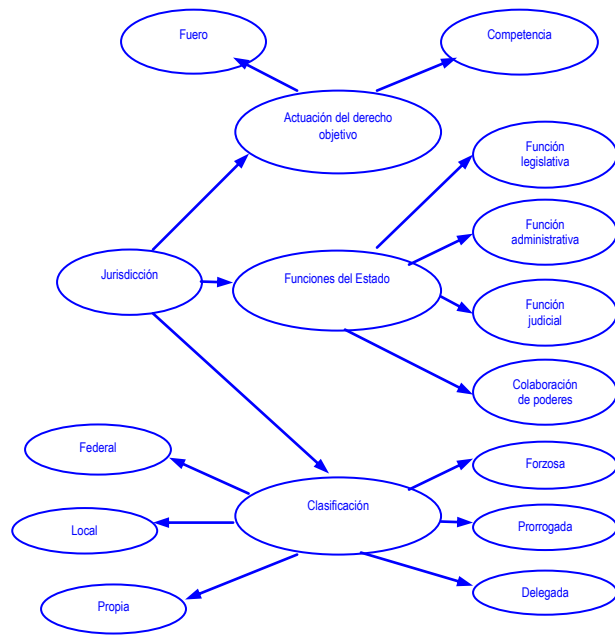 Fuero
Competencia
Actuación del derecho
objetivo
Función
legislativa
Función
administrativa
Jurisdicción
Funciones del Estado
Función
judicial
Colaboración
de poderes
Federal
Forzosa
Clasificación
Local
Prorrogada
Propia
Delegada